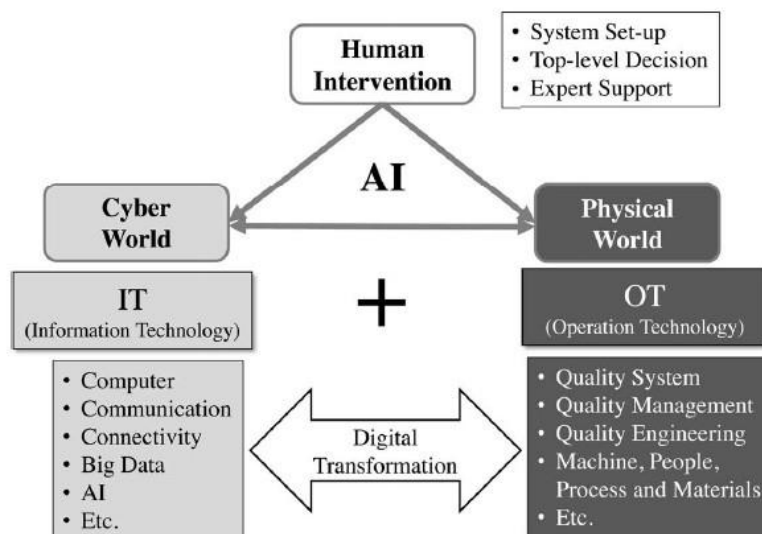 Human
Intervention
• System Set-up
• Top-level Decision
• Expert Support
AI
Cyber
World
Physical
World
IT
(Information Technology)
+
OT
(Operation Technology)
• Computer
• Communication
• Connectivity
• Big Data
• AI
• Etc.
Digital
Transformation
• Quality System
• Quality Management
• Quality Engineering
• Machine, People,
Process and Materials
• Etc.